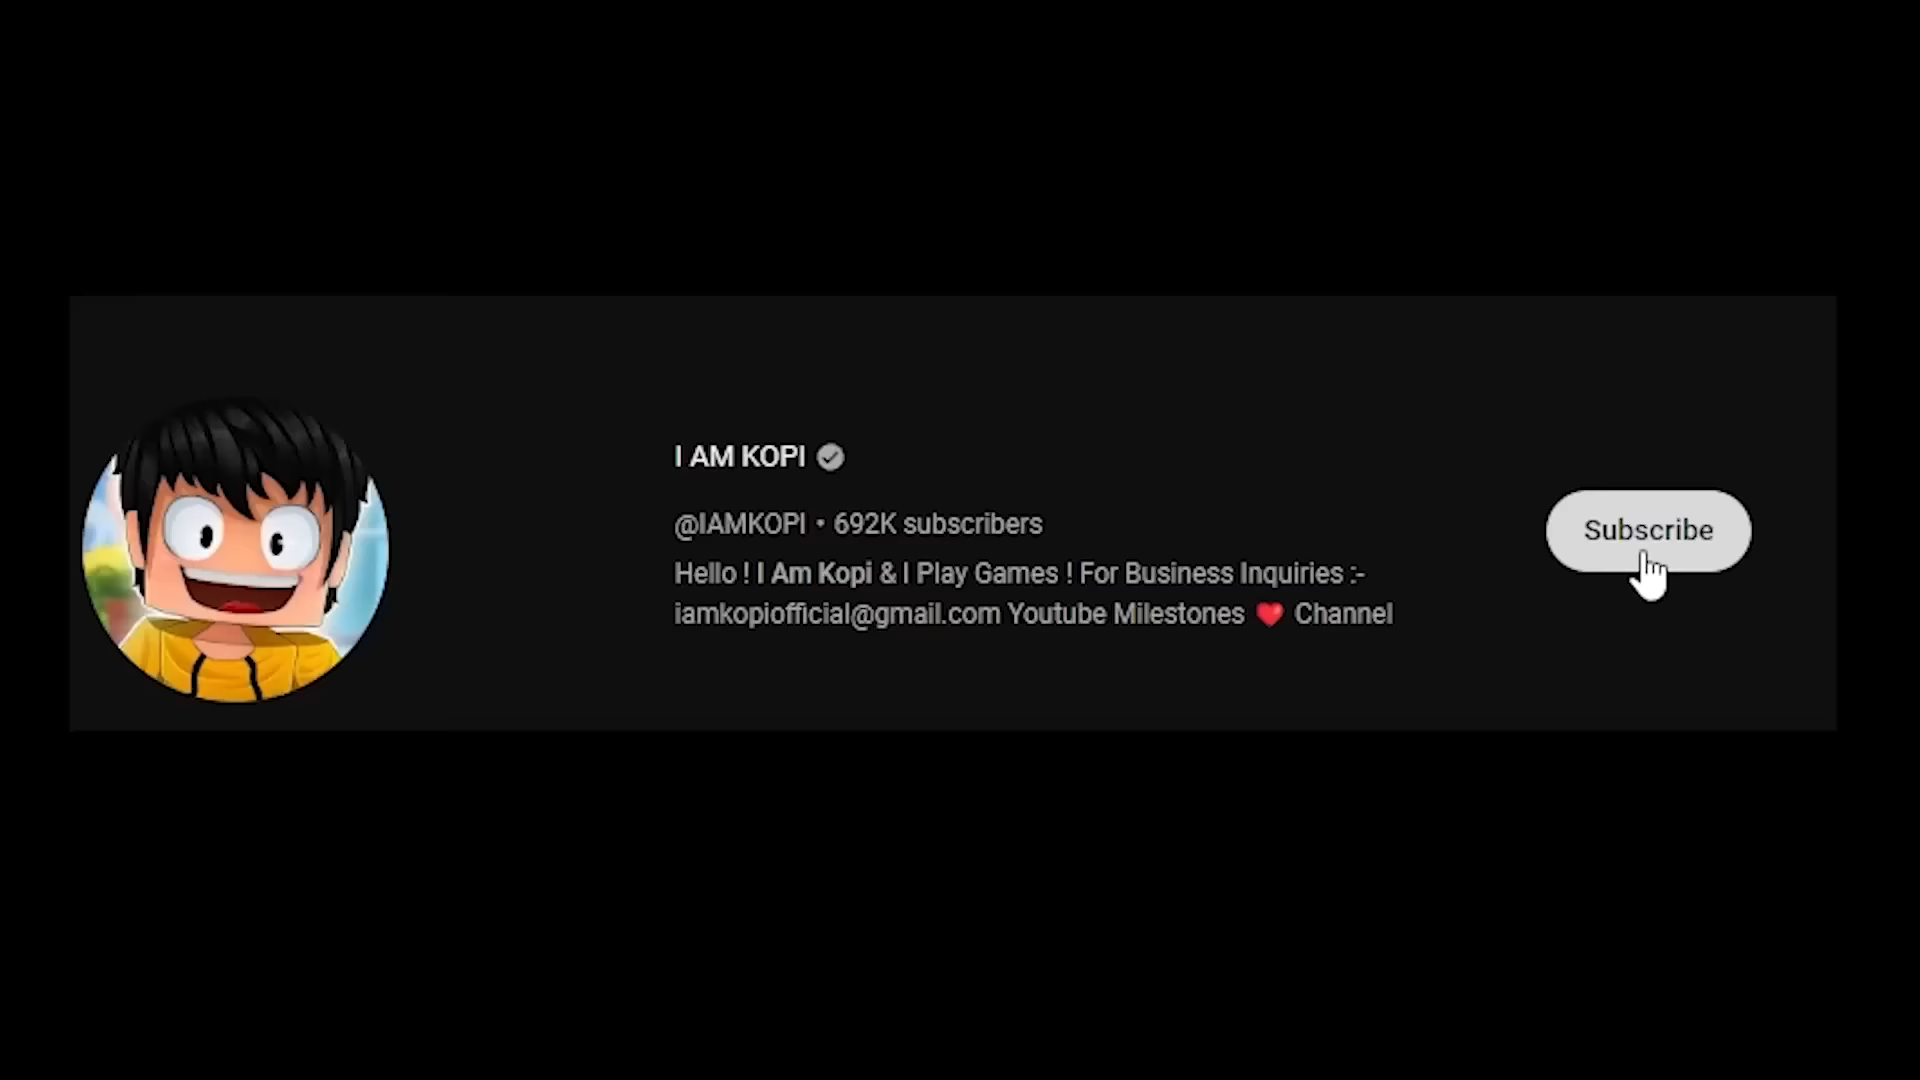 I AM KOPI
@IAMKOPI • 692K subscribers
Hello ! I Am Kopi & I Play Games ! For Business Inquiries :-
iamkopiofficial@gmail.com Youtube Milestones ❤️ Channel
Subscribe